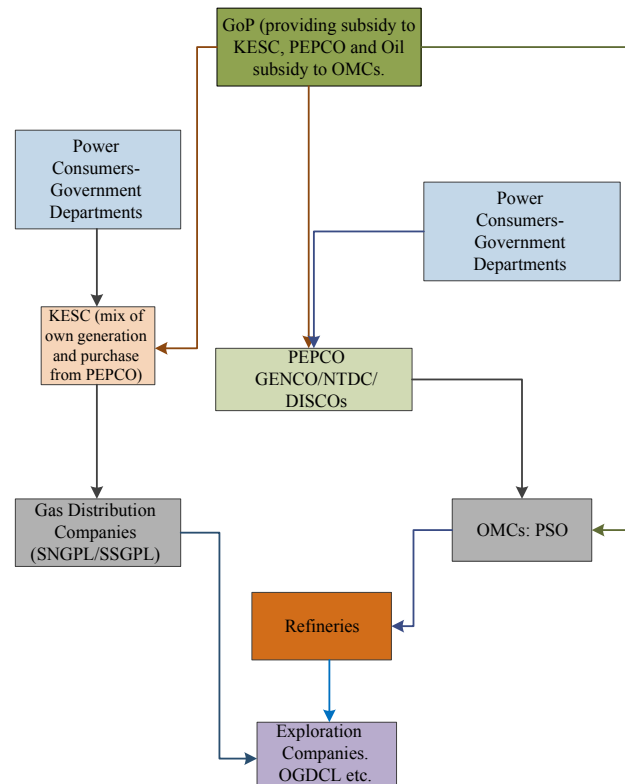 GoP (providing subsidy to
KESC, PEPCO and Oil
subsidy to OMCs.
Power
Consumers-
Government
Departments
Power
Consumers-
Government
Departments
KESC (mix of
own generation
and purchase
from PEPCO)
PEPCO
GENCO/NTDC/
DISCOs
Gas Distribution
Companies
(SNGPL/SSGPL)
OMCs: PSO
Refineries
Exploration
Companies.
OGDCL etc.